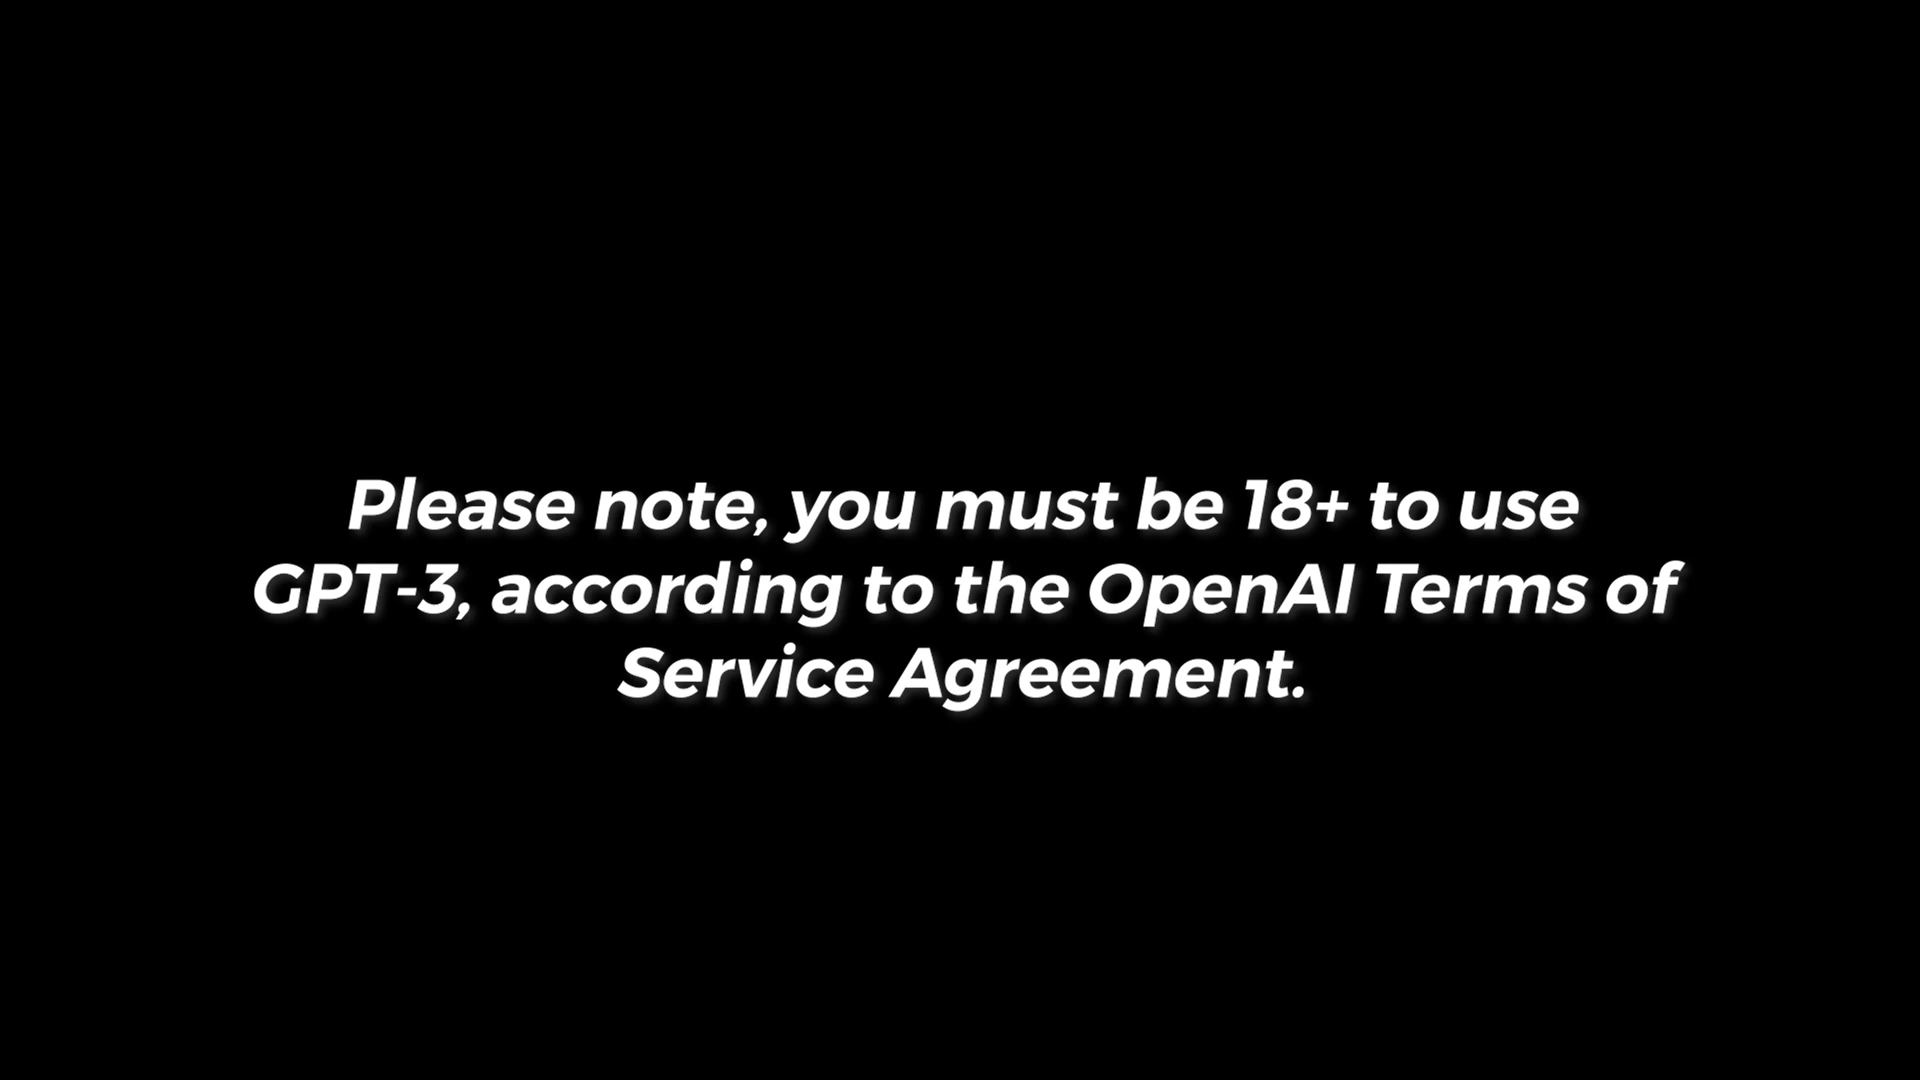 Please note, you must be 18+ to use
GPT-3, according to the OpenAI Terms of
Service Agreement.